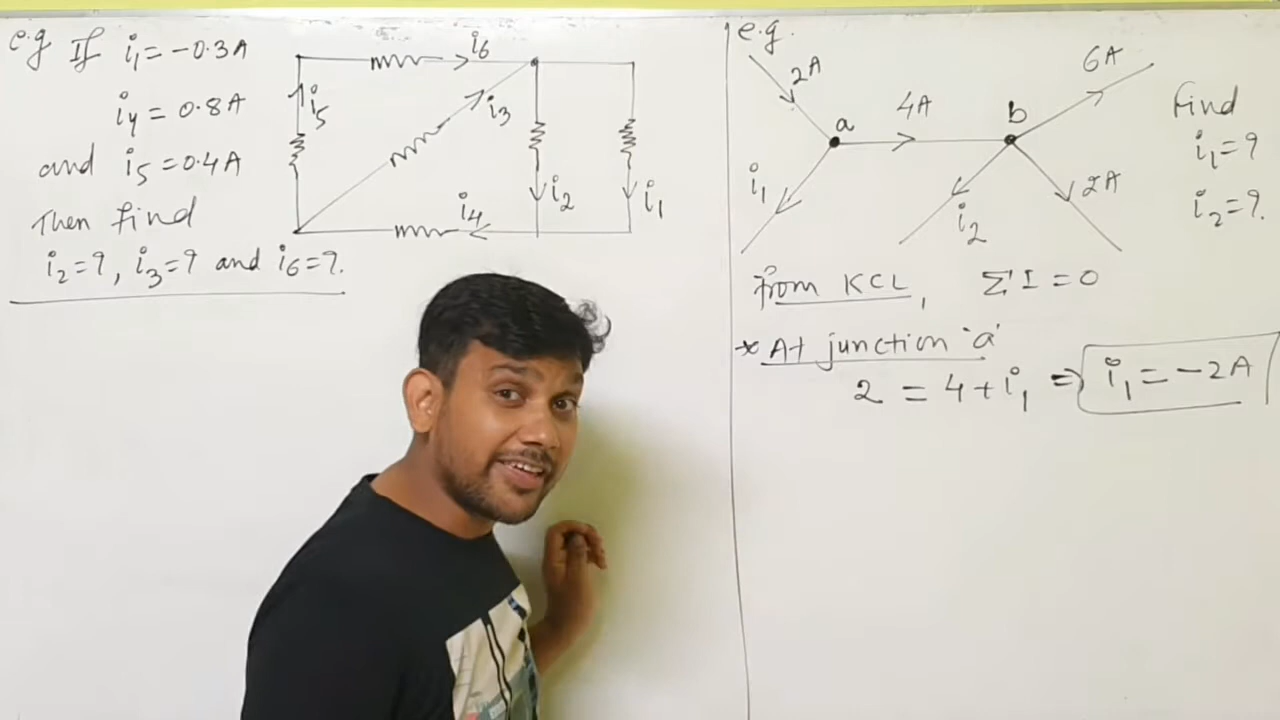 e.g If i₁ = -0.3A
i₄ = 0.8A
and i₅ = 0.4A
Then find
i₂=?, i₃=? and i₆=?.
i₆
i₅
i₃
i₄
i₂
i₁
e.g.
2A
a
4A
b
6A
i₁
i₂
2A
Find
i₁=?
i₂=?.
from KCL, ΣI=0
* At junction 'a'
2 = 4+i₁ ⇒ i₁ = -2A